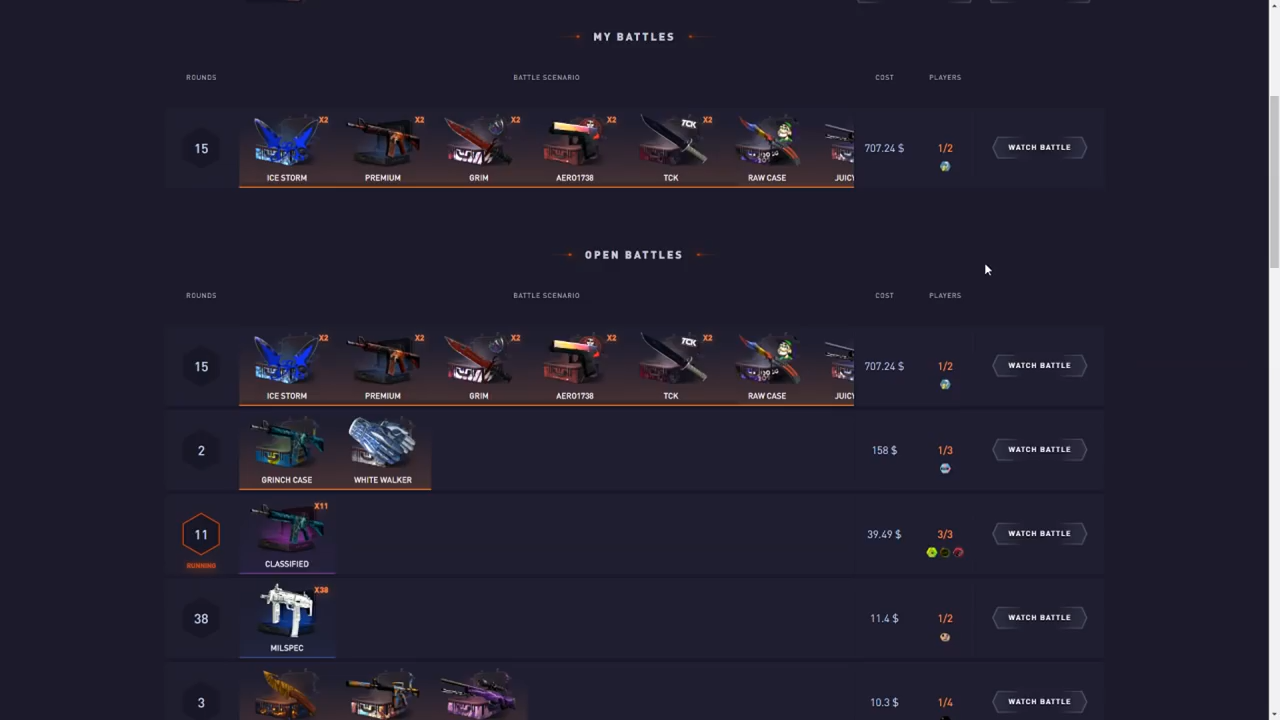 MY BATTLES
ROUNDS BATTLE SCENARIO COST PLAYERS
X2 X2 X2 X2 X2
TCK
15 707.24 $ 1/2 WATCH BATTLE
ICE STORM PREMIUM GRIM AERO1738 TCK RAW CASE JUICY
OPEN BATTLES
ROUNDS BATTLE SCENARIO COST PLAYERS
X2 X2 X2 X2 X2
TCK
15 707.24 $ 1/2 WATCH BATTLE
ICE STORM PREMIUM GRIM AERO1738 TCK RAW CASE JUICY
2 158 $ 1/3 WATCH BATTLE
GRINCH CASE WHITE WALKER
X11
11 39.49 $ 3/3 WATCH BATTLE
RUNNING CLASSIFIED
X38
38 11.4 $ 1/2 WATCH BATTLE
MILSPEC
3 10.3 $ 1/4 WATCH BATTLE